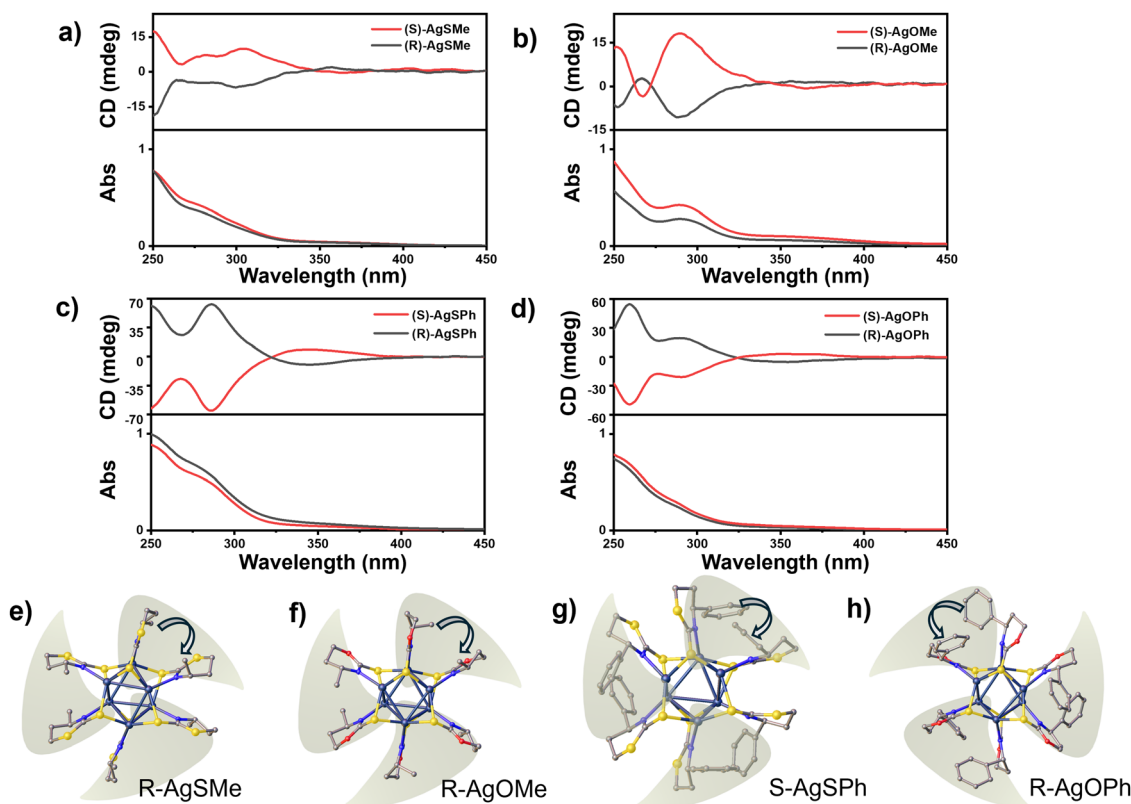 a)
(S)-AgSMe
(R)-AgSMe
CD (mdeg)
15
0
-15
Abs
1
0
250 300 350 400 450
Wavelength (nm)
b)
(S)-AgOMe
(R)-AgOMe
CD (mdeg)
15
0
-15
Abs
1
0
250 300 350 400 450
Wavelength (nm)
c)
(S)-AgSPh
(R)-AgSPh
CD (mdeg)
70
35
0
-35
-70
Abs
1
0
250 300 350 400 450
Wavelength (nm)
d)
(S)-AgOPh
(R)-AgOPh
CD (mdeg)
60
30
0
-30
-60
Abs
1
0
250 300 350 400 450
Wavelength (nm)
e)
R-AgSMe
f)
R-AgOMe
g)
S-AgSPh
h)
R-AgOPh